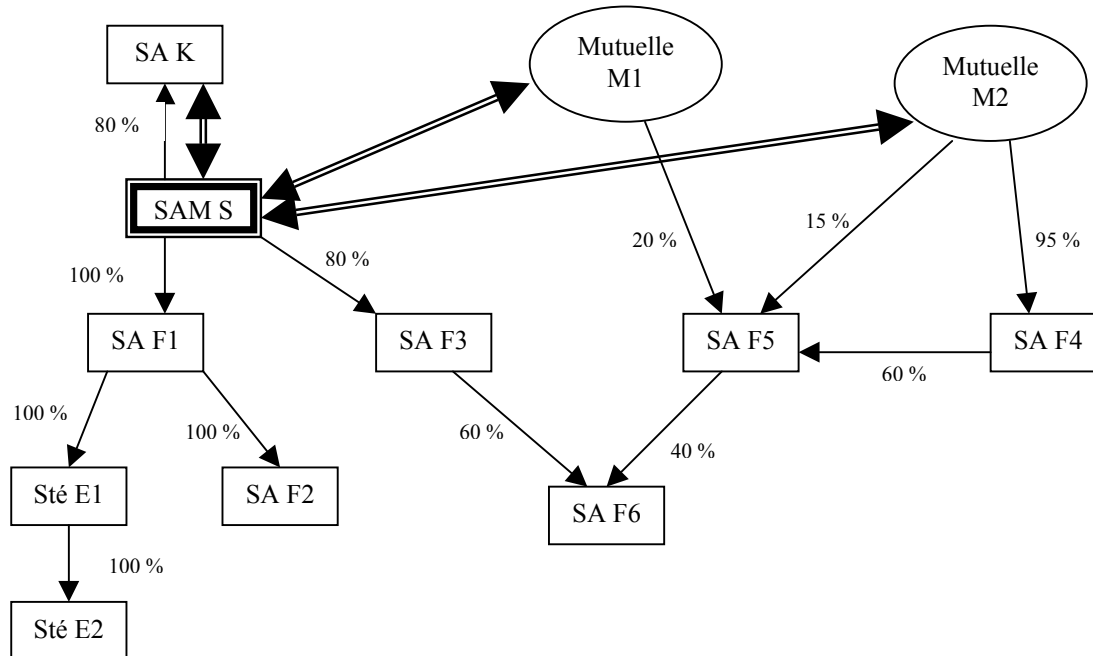 SA K
Mutuelle
M1
Mutuelle
M2
80 %
SAM S
100 %
80 %
20 %
15 %
95 %
SA F1
SA F3
SA F5
SA F4
60 %
100 %
100 %
60 %
40 %
Sté E1
SA F2
SA F6
100 %
Sté E2